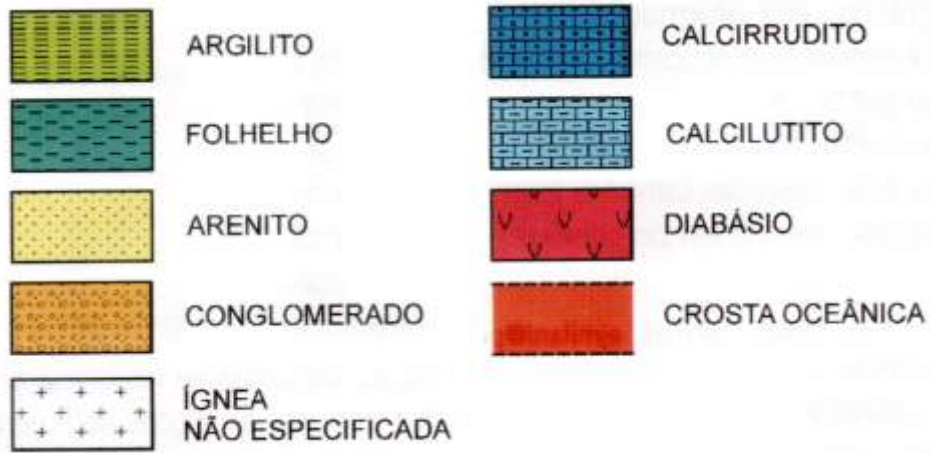 ARGILITO
FOLHELHO
ARENITO
CONGLOMERADO
ÍGNEA
NÃO ESPECIFICADA
CALCIRRUDITO
CALCILUTITO
DIABÁSIO
CROSTA OCEÂNICA